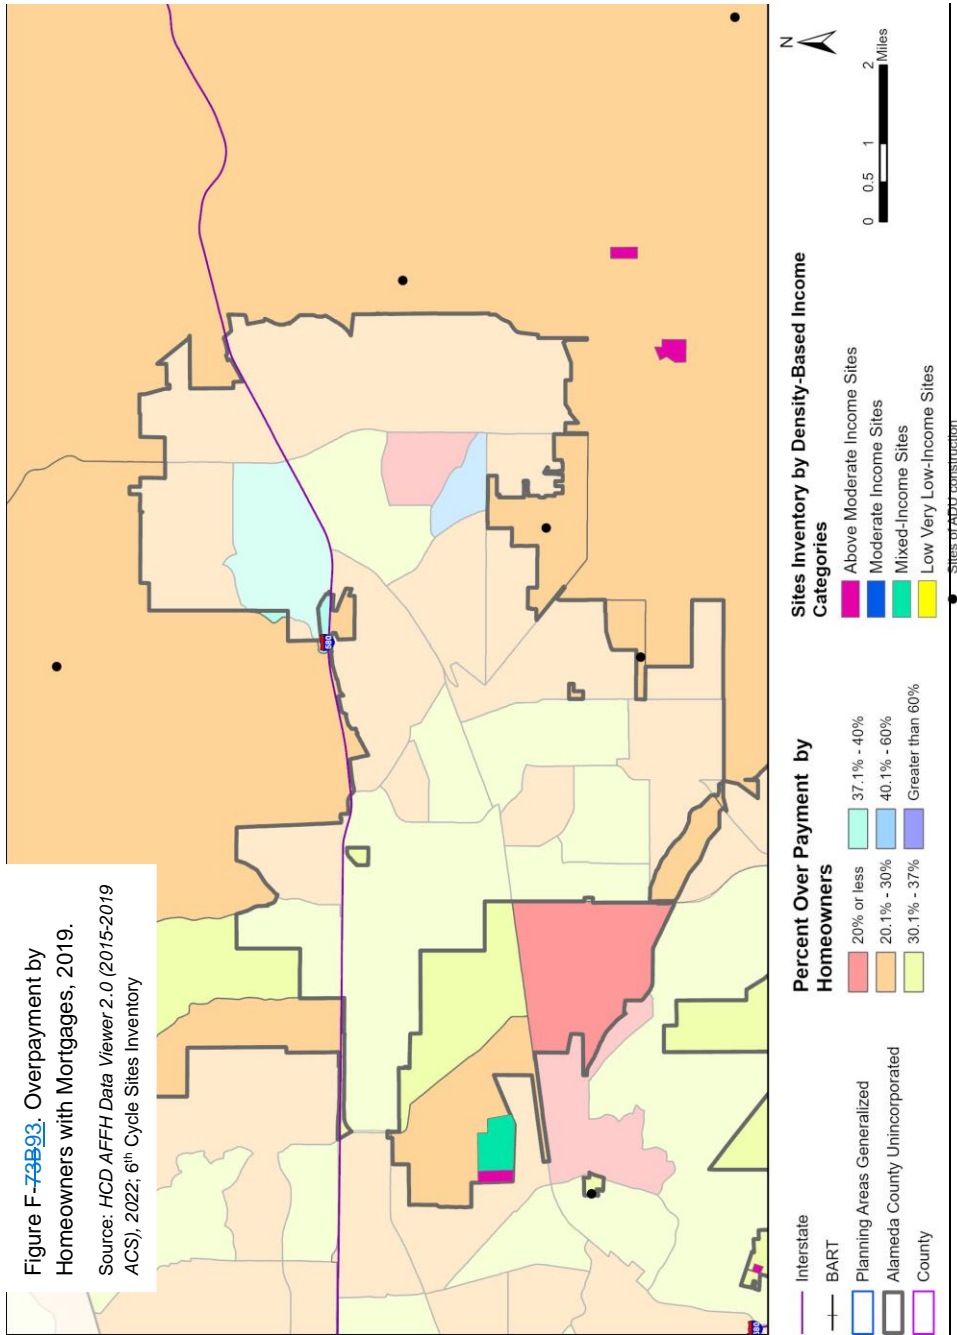 Figure F-73B93. Overpayment by
Homeowners with Mortgages, 2019.
Source: HCD AFFH Data Viewer 2.0 (2015-2019
ACS), 2022; 6th Cycle Sites Inventory
580
580
Interstate
BART
Planning Areas Generalized
Alameda County Unincorporated
County
Percent Over Payment by
Homeowners
20% or less
20.1% - 30%
30.1% - 37%
37.1% - 40%
40.1% - 60%
Greater than 60%
Sites Inventory by Density-Based Income
Categories
Above Moderate Income Sites
Moderate Income Sites
Mixed-Income Sites
Low Very Low-Income Sites
Sites of ADU construction
N
0 0.5 1 2
Miles